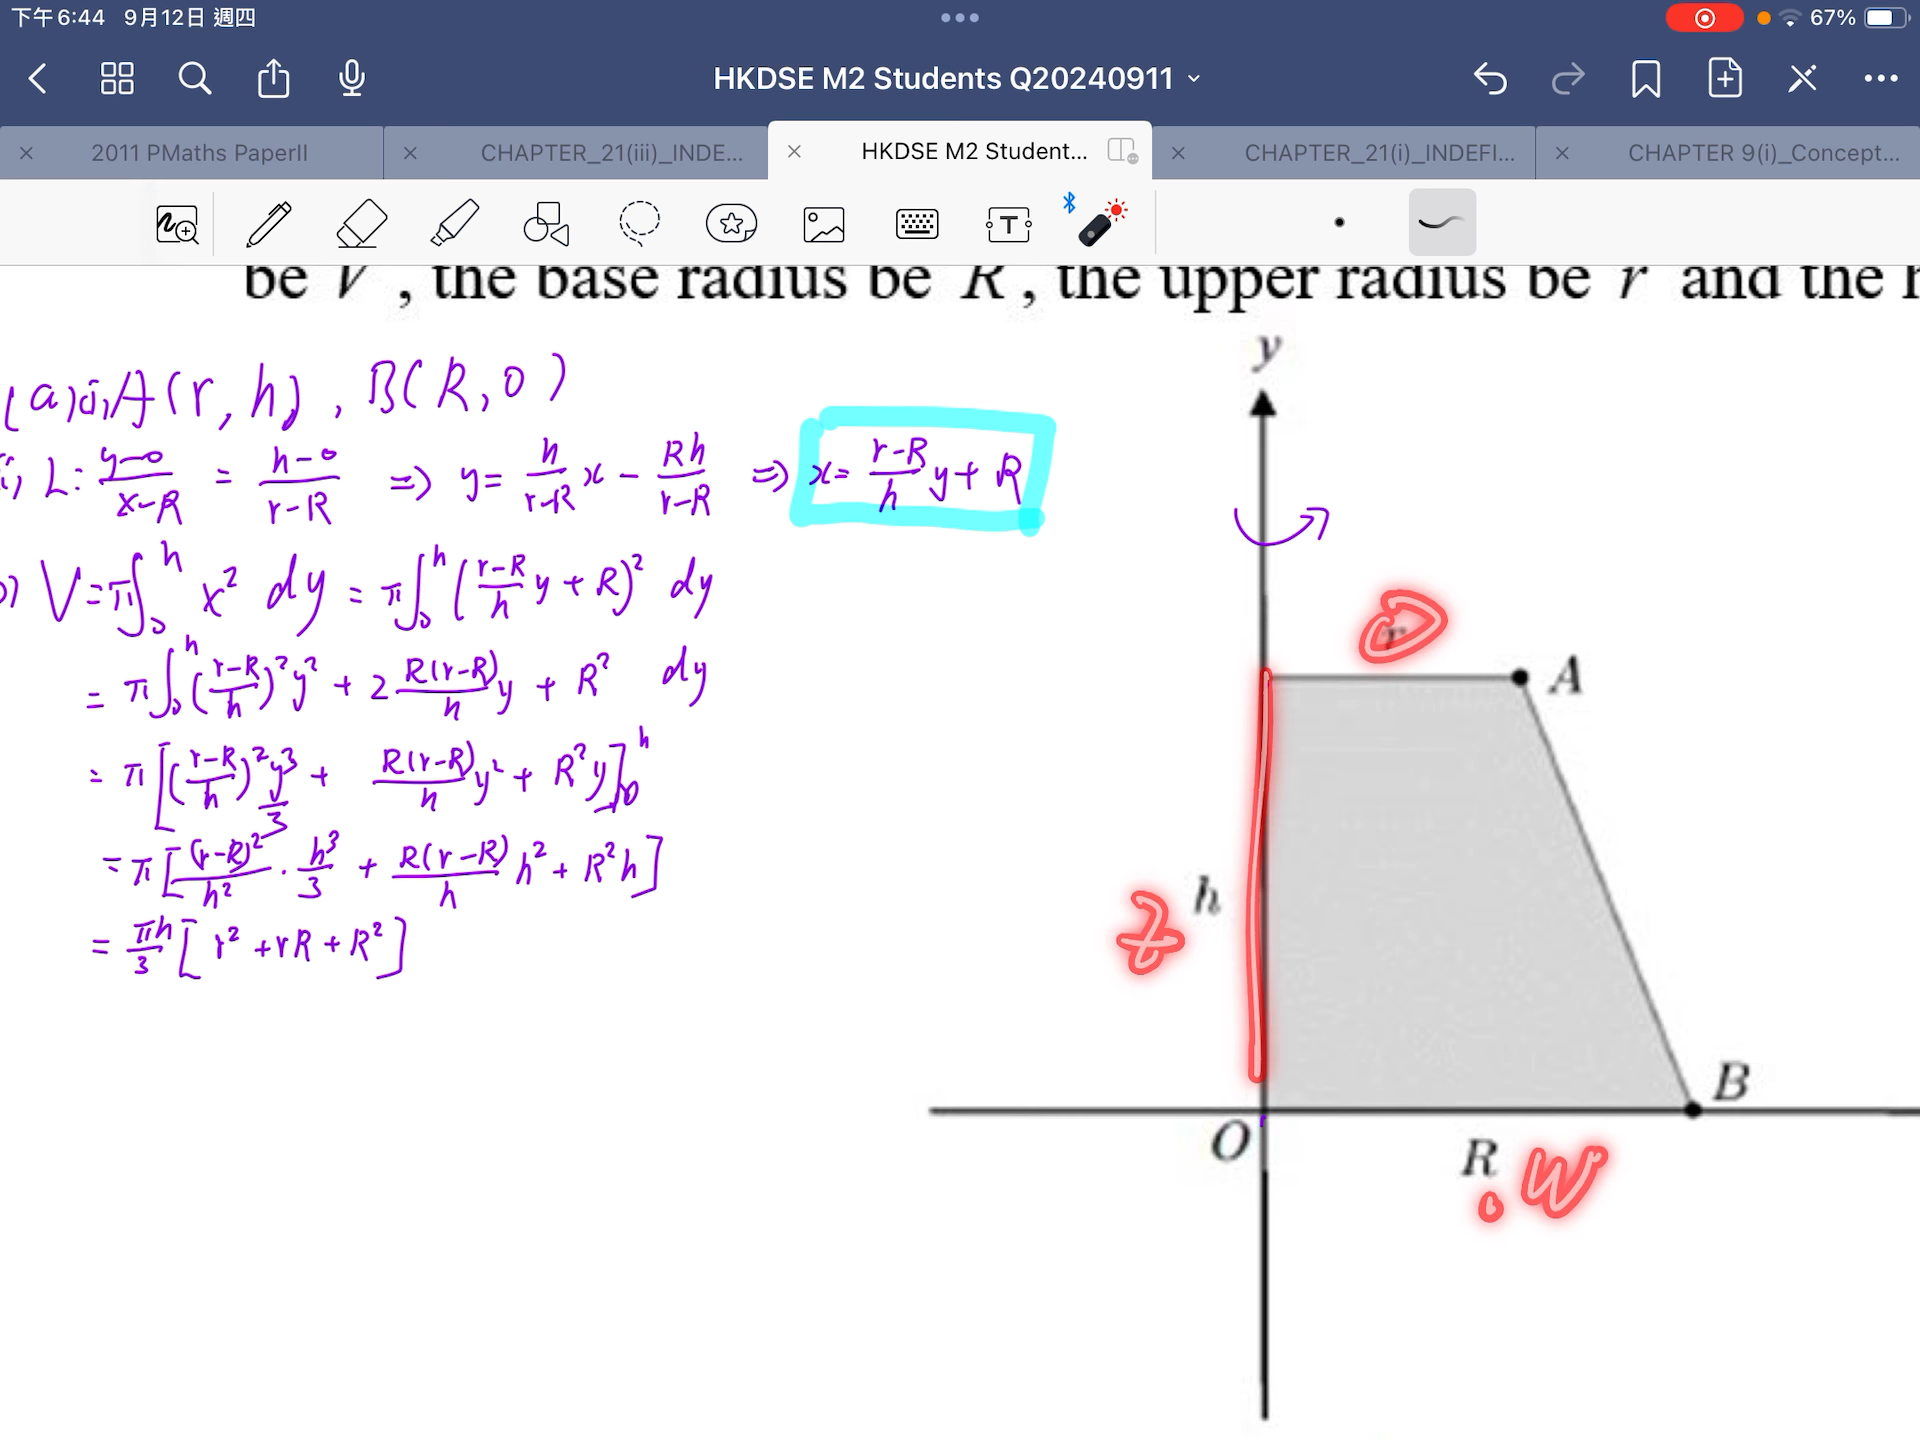 下午6:44 9月12日 週四
67%
HKDSE M2 Students Q20240911
2011 PMaths PaperII
CHAPTER_21(iii)_INDE...
HKDSE M2 Student...
CHAPTER_21(i)_INDEFI...
CHAPTER 9(i)_Concept...
be V , the base radius be R , the upper radius be r and the
(a)(i) A(r, h) , B(R, 0)
L: (y-0)/(x-R) = (h-0)/(r-R) ⇒ y = h/(r-R) x - Rh/(r-R) ⇒ x = (r-R)/h y + R
V = π∫₀ʰ x² dy = π∫₀ʰ ((r-R)/h y + R)² dy
= π∫₀ʰ ((r-R)/h)² y² + 2 R(r-R)/h y + R² dy
= π[((r-R)/h)² y³/3 + R(r-R)/h y² + R²y]₀ʰ
= π[(r-R)²/h² · h³/3 + R(r-R)/h h² + R²h]
= πh/3 [r² + rR + R²]
y
r
A
h
B
O
R
W